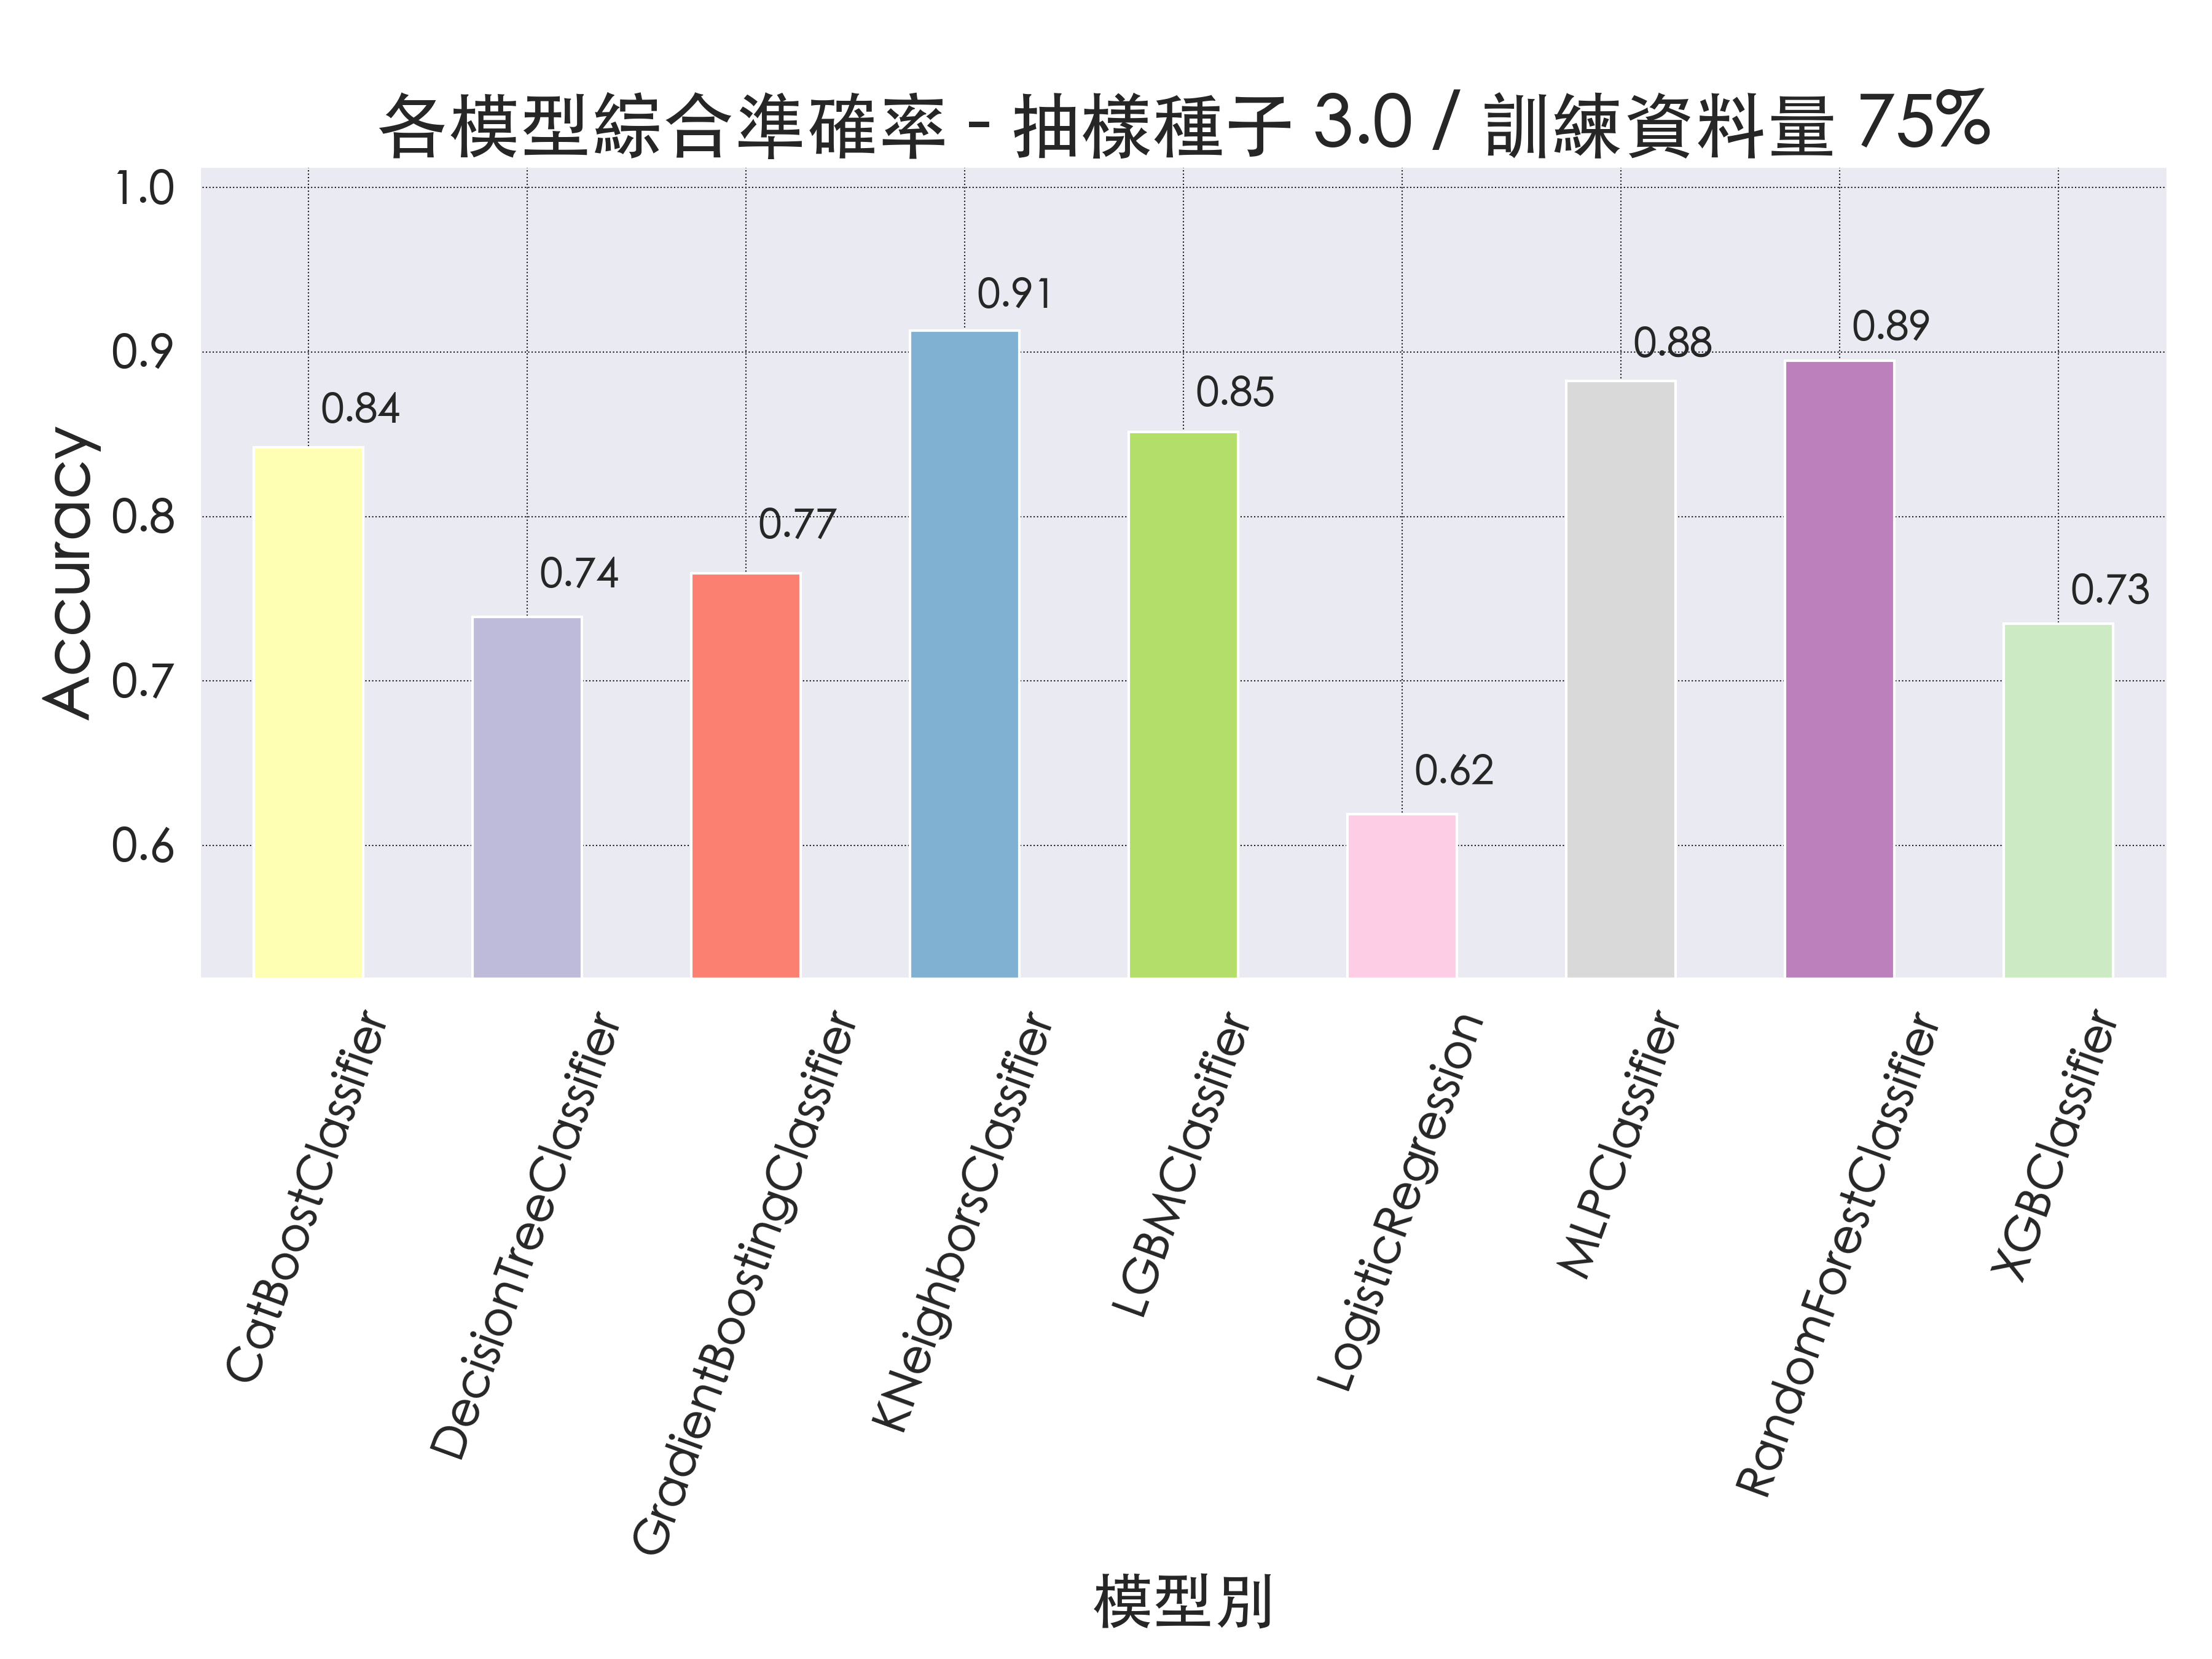 各模型綜合準確率 - 抽樣種子 3.0 / 訓練資料量 75%
Accuracy
1.0
0.9
0.8
0.7
0.6
0.84
0.74
0.77
0.91
0.85
0.62
0.88
0.89
0.73
CatBoostClassifier
DecisionTreeClassifier
GradientBoostingClassifier
KNeighborsClassifier
LGBMClassifier
LogisticRegression
MLPClassifier
RandomForestClassifier
XGBClassifier
模型別